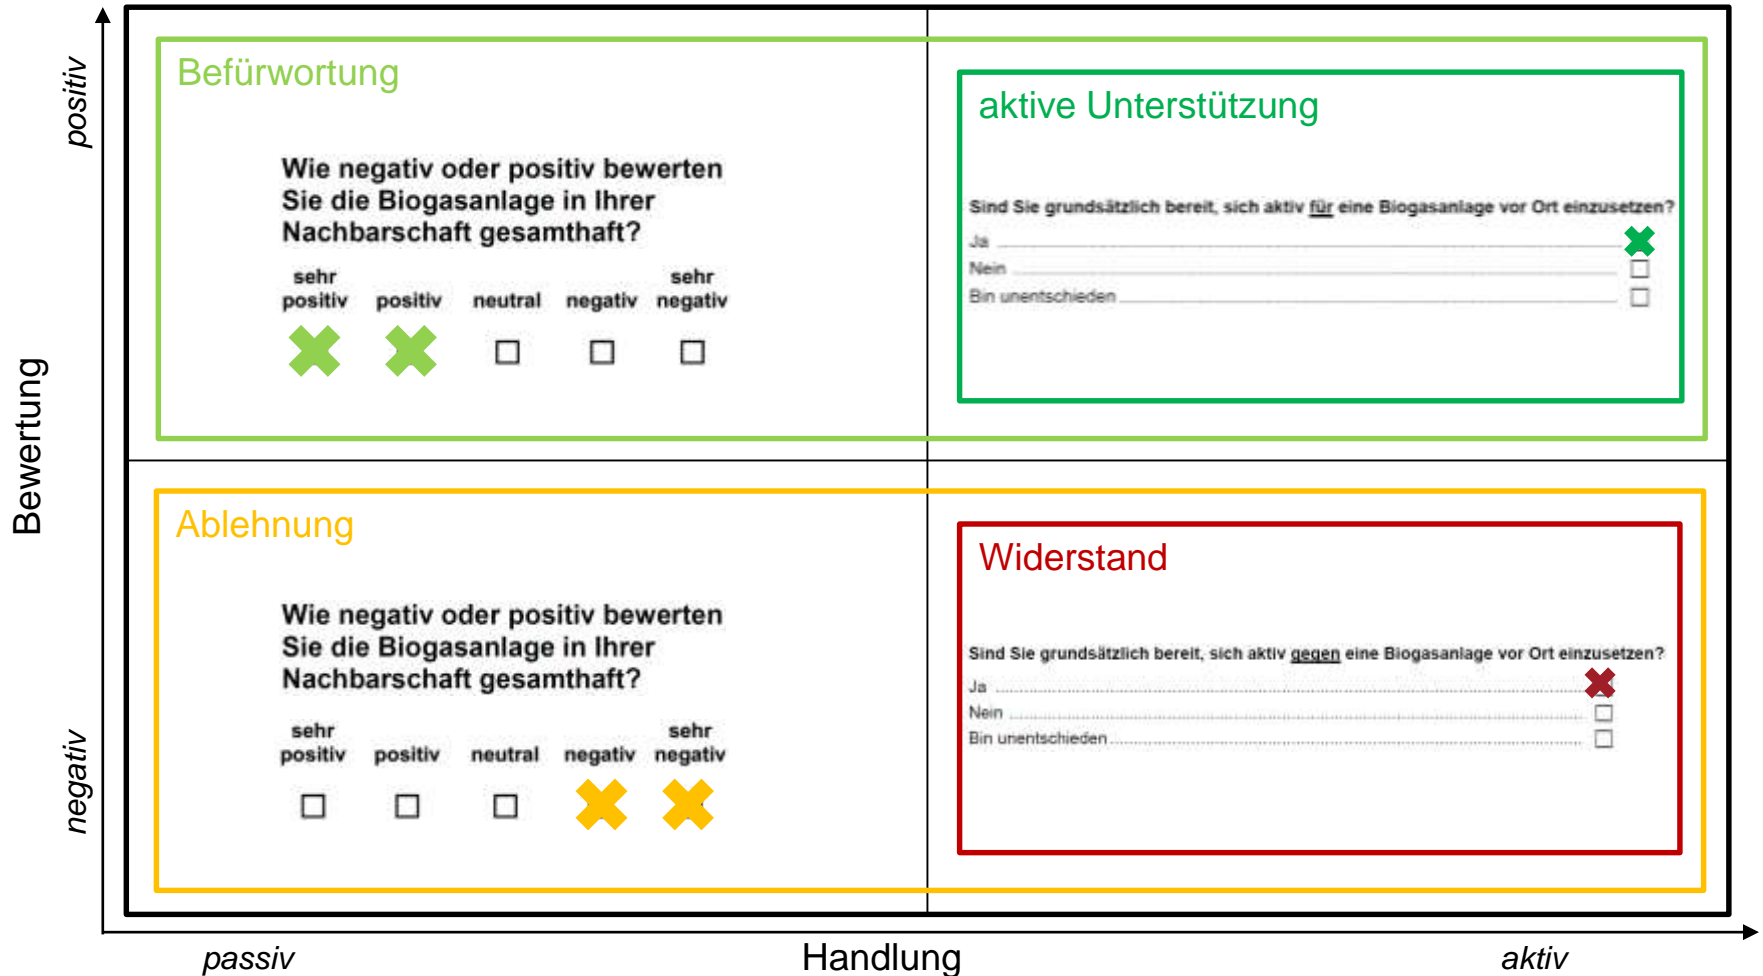 positiv
Bewertung
negativ
Befürwortung
Wie negativ oder positiv bewerten
Sie die Biogasanlage in Ihrer
Nachbarschaft gesamthaft?
sehr positiv positiv neutral negativ sehr negativ
aktive Unterstützung
Sind Sie grundsätzlich bereit, sich aktiv für eine Biogasanlage vor Ort einzusetzen?
Ja
Nein
Bin unentschieden
Ablehnung
Wie negativ oder positiv bewerten
Sie die Biogasanlage in Ihrer
Nachbarschaft gesamthaft?
sehr positiv positiv neutral negativ sehr negativ
Widerstand
Sind Sie grundsätzlich bereit, sich aktiv gegen eine Biogasanlage vor Ort einzusetzen?
Ja
Nein
Bin unentschieden
passiv
Handlung
aktiv